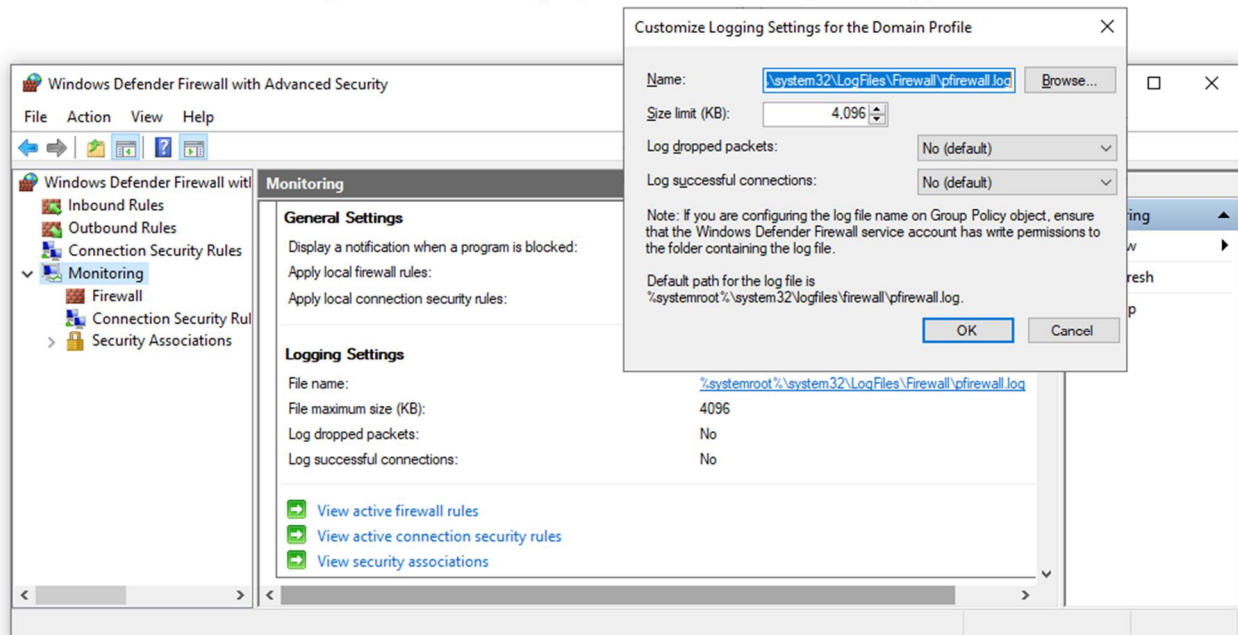 Customize Logging Settings for the Domain Profile
Name:
\system32\LogFiles\Firewall\pfirewall.log
Browse...
Size limit (KB):
4,096
Log dropped packets:
No (default)
Log successful connections:
No (default)
Note: If you are configuring the log file name on Group Policy object, ensure
that the Windows Defender Firewall service account has write permissions to
the folder containing the log file.
Default path for the log file is
%systemroot%\system32\logfiles\firewall\pfirewall.log.
OK
Cancel
Windows Defender Firewall with Advanced Security
File Action View Help
Windows Defender Firewall witl
Inbound Rules
Outbound Rules
Connection Security Rules
Monitoring
Firewall
Connection Security Rul
Security Associations
Monitoring
General Settings
Display a notification when a program is blocked:
Apply local firewall rules:
Apply local connection security rules:
Logging Settings
File name:
%systemroot%\system32\LogFiles\Firewall\pfirewall.log
File maximum size (KB):
4096
Log dropped packets:
No
Log successful connections:
No
View active firewall rules
View active connection security rules
View security associations
ring
w
resh
p